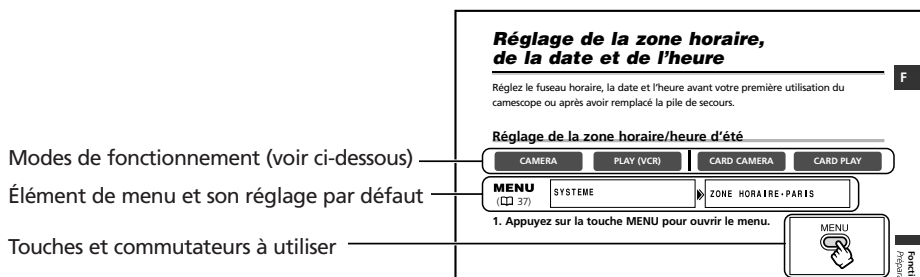 Réglage de la zone horaire,
de la date et de l'heure
F
Réglez le fuseau horaire, la date et l'heure avant votre première utilisation du
camescope ou après avoir remplacé la pile de secours.
Réglage de la zone horaire/heure d'été
Modes de fonctionnement (voir ci-dessous)
CAMERA PLAY (VCR) CARD CAMERA CARD PLAY
Élément de menu et son réglage par défaut
MENU
( 37)
SYSTEME ZONE HORAIRE•PARIS
1. Appuyez sur la touche MENU pour ouvrir le menu.
Touches et commutateurs à utiliser
MENU